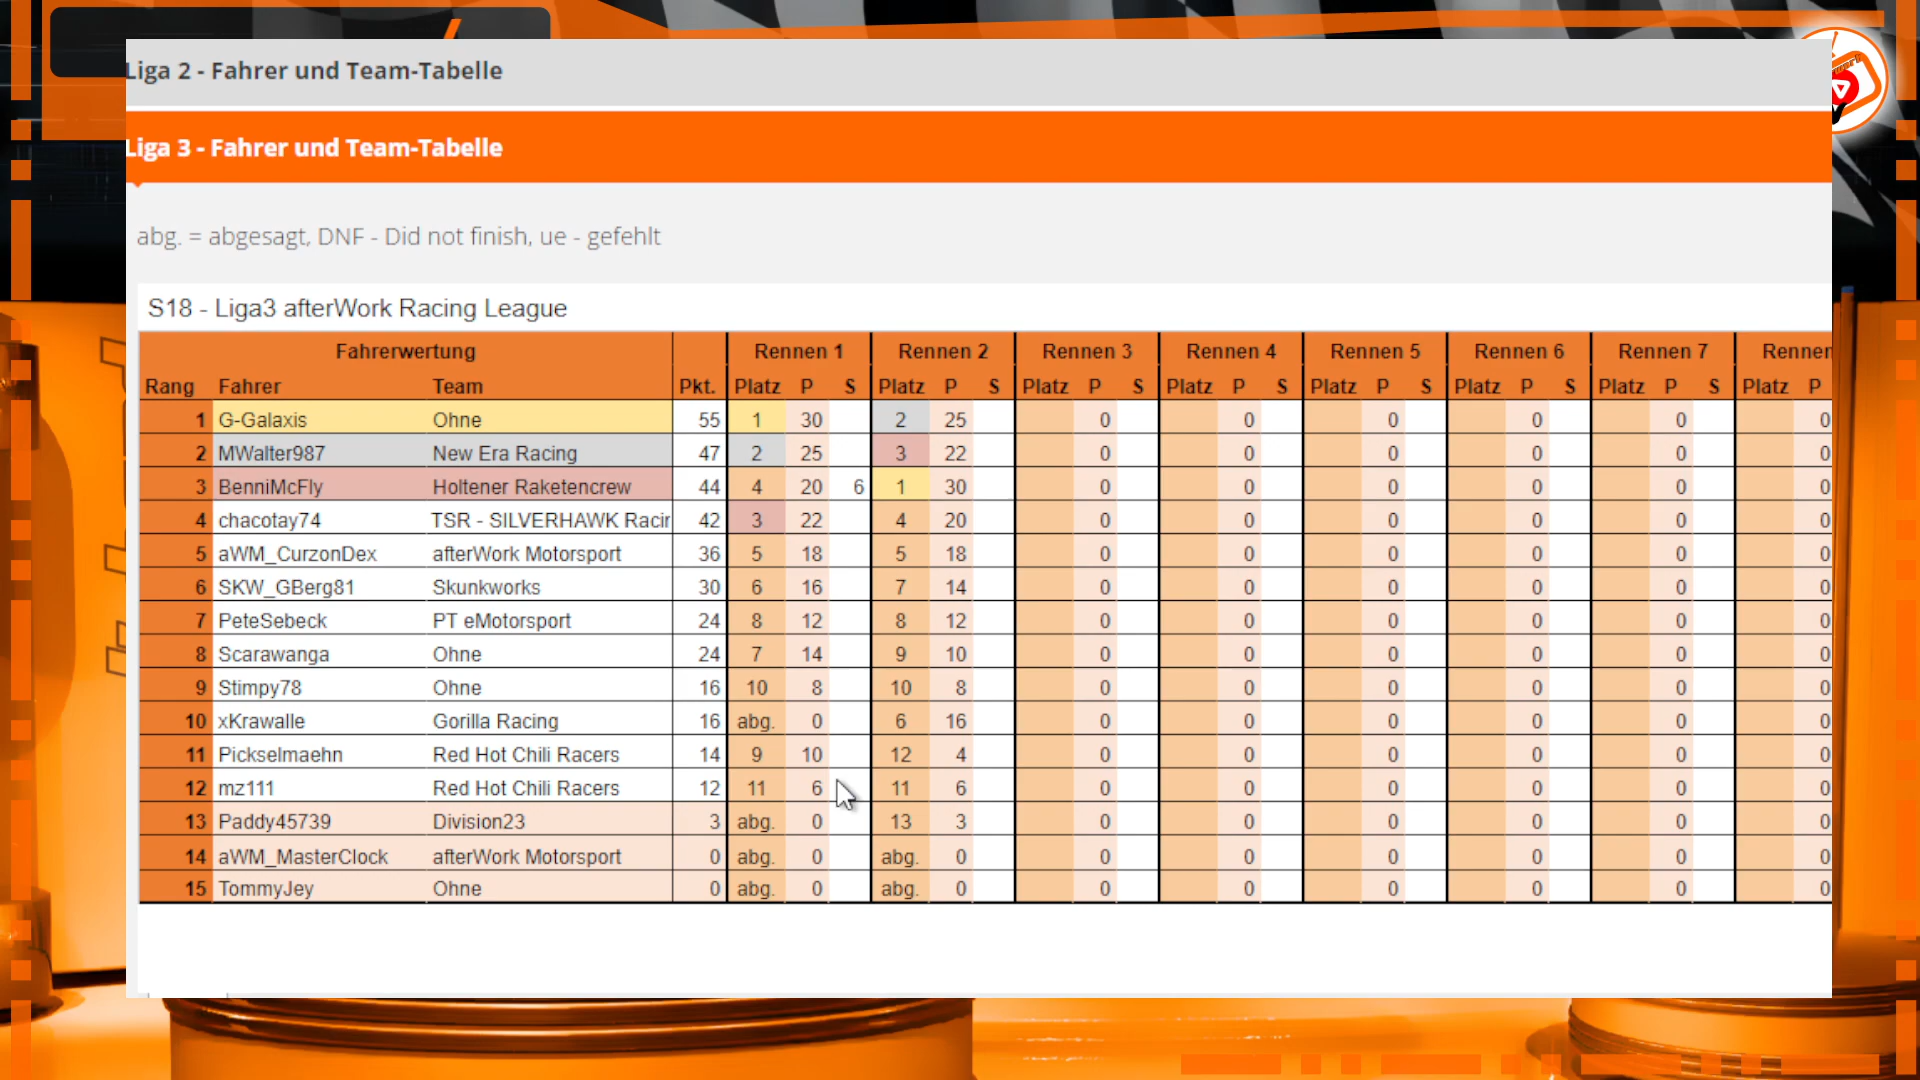 Liga 2 - Fahrer und Team-Tabelle
Liga 3 - Fahrer und Team-Tabelle
abg. = abgesagt, DNF - Did not finish, ue - gefehlt
S18 - Liga3 afterWork Racing League
Fahrerwertung Rennen 1 Rennen 2 Rennen 3 Rennen 4 Rennen 5 Rennen 6 Rennen 7 Rennen
Rang Fahrer Team Pkt. Platz P S Platz P S Platz P S Platz P S Platz P S Platz P S Platz P S Platz P
1 G-Galaxis Ohne 55 1 30 2 25 0 0 0 0 0 0
2 MWalter987 New Era Racing 47 2 25 3 22 0 0 0 0 0 0
3 BenniMcFly Holtener Raketencrew 44 4 20 6 1 30 0 0 0 0 0 0
4 chacotay74 TSR - SILVERHAWK Racin 42 3 22 4 20 0 0 0 0 0 0
5 aWM_CurzonDex afterWork Motorsport 36 5 18 5 18 0 0 0 0 0 0
6 SKW_GBerg81 Skunkworks 30 6 16 7 14 0 0 0 0 0 0
7 PeteSebeck PT eMotorsport 24 8 12 8 12 0 0 0 0 0 0
8 Scarawanga Ohne 24 7 14 9 10 0 0 0 0 0 0
9 Stimpy78 Ohne 16 10 8 10 8 0 0 0 0 0 0
10 xKrawalle Gorilla Racing 16 abg. 0 6 16 0 0 0 0 0 0
11 Pickselmaehn Red Hot Chili Racers 14 9 10 12 4 0 0 0 0 0 0
12 mz111 Red Hot Chili Racers 12 11 6 11 6 0 0 0 0 0 0
13 Paddy45739 Division23 3 abg. 0 13 3 0 0 0 0 0 0
14 aWM_MasterClock afterWork Motorsport 0 abg. 0 abg. 0 0 0 0 0 0 0
15 TommyJey Ohne 0 abg. 0 abg. 0 0 0 0 0 0 0